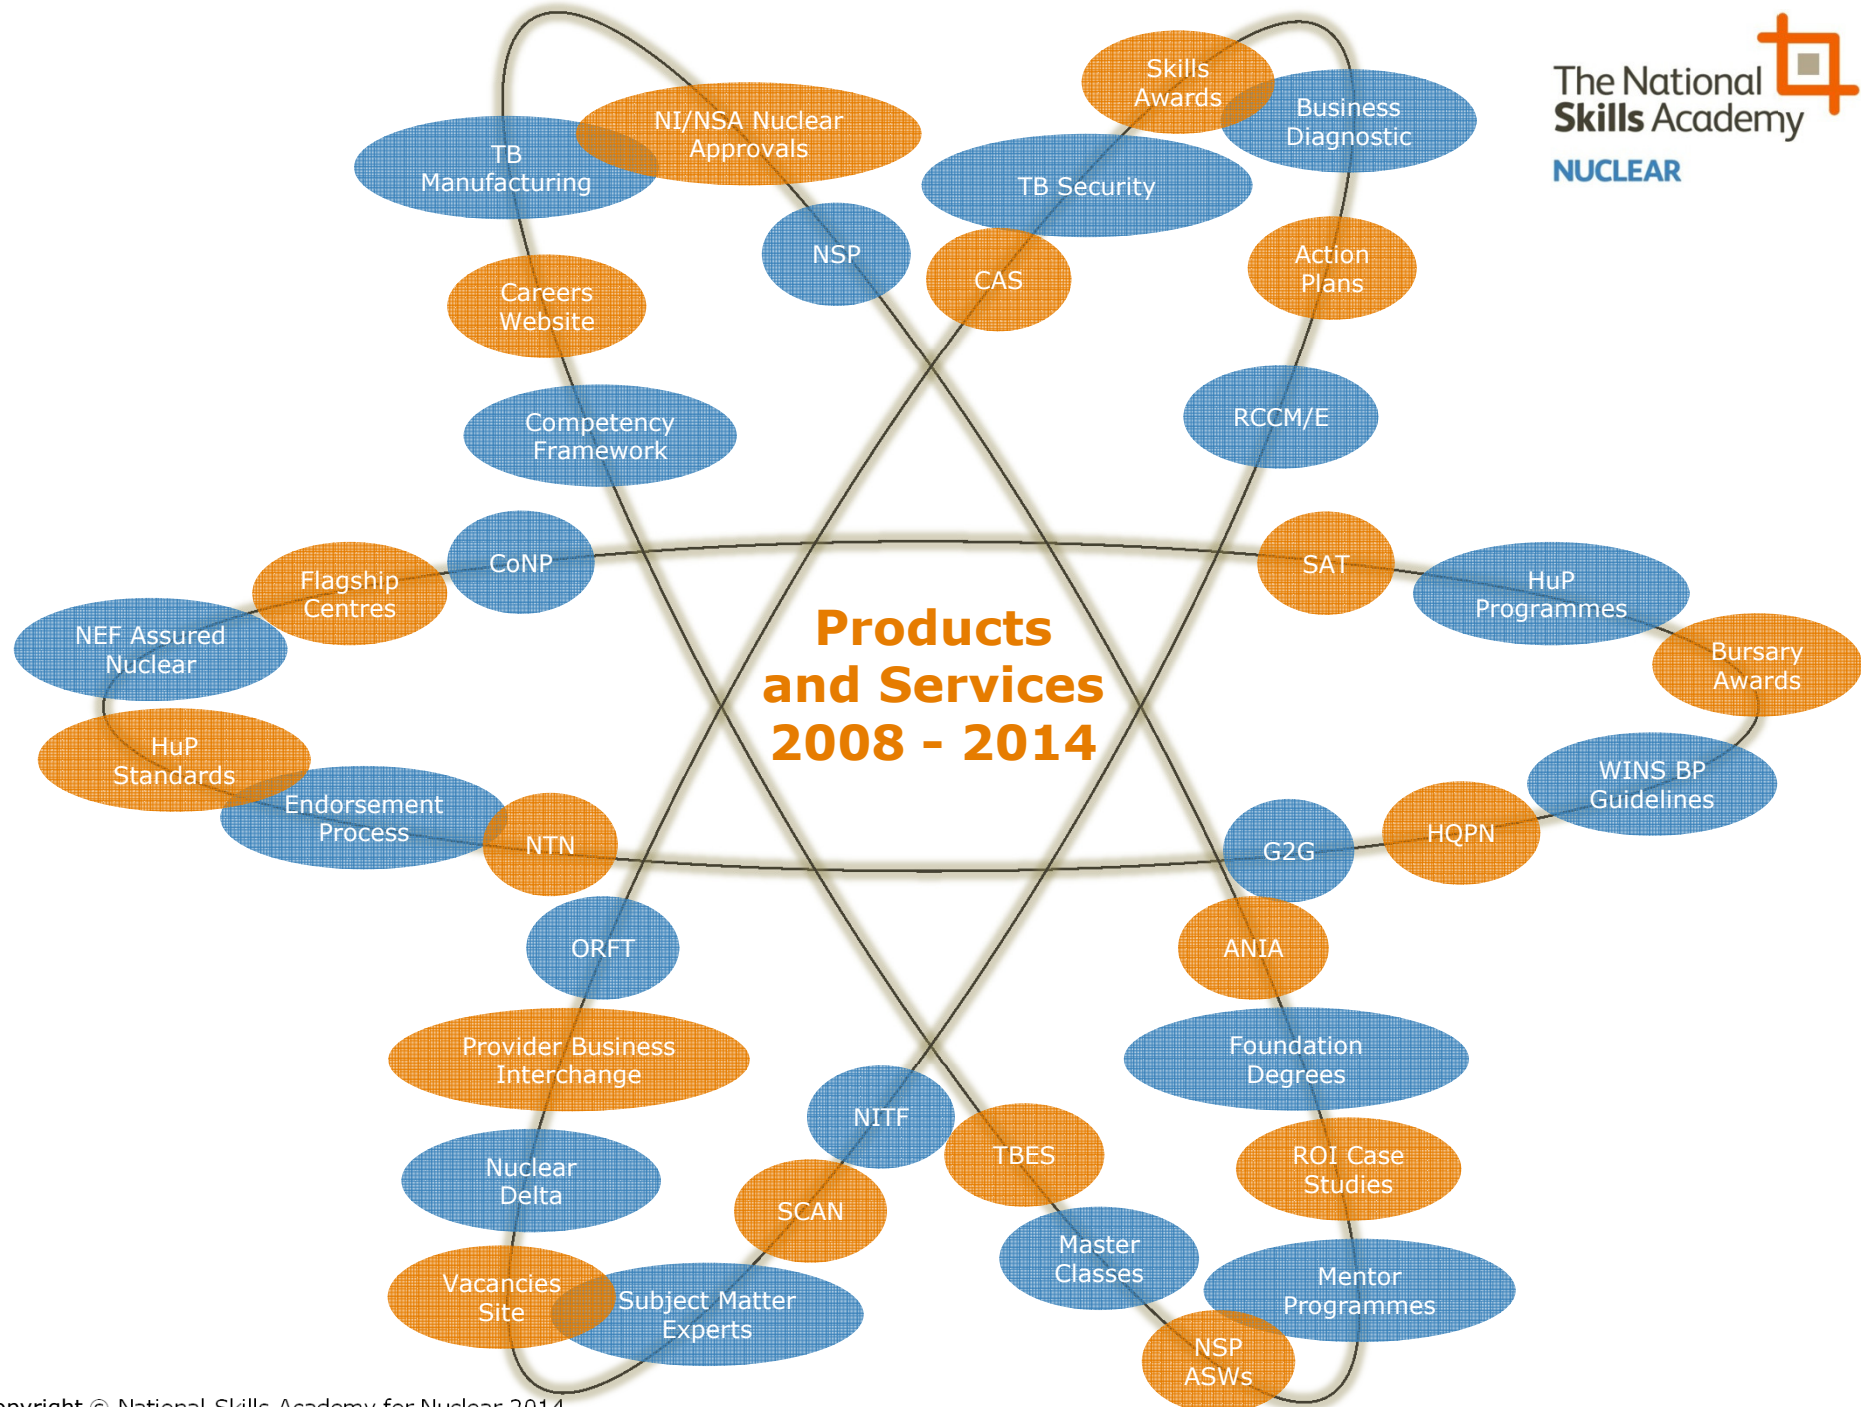 The National
Skills Academy
NUCLEAR
Skills
Awards
Business
Diagnostic
NI/NSA Nuclear
Approvals
TB
Manufacturing
TB Security
NSP
CAS
Action
Plans
Careers
Website
RCCM/E
Competency
Framework
CoNP
SAT
Flagship
Centres
HuP
Programmes
NEF Assured
Nuclear
Products
and Services
2008 - 2014
Bursary
Awards
HuP
Standards
WINS BP
Guidelines
Endorsement
Process
NTN
G2G
HQPN
ORFT
ANIA
Provider Business
Interchange
Foundation
Degrees
NITF
TBES
Nuclear
Delta
ROI Case
Studies
SCAN
Master
Classes
Vacancies
Site
Subject Matter
Experts
Mentor
Programmes
NSP
ASWs
opyright © National Skills Academy for Nuclear 2014